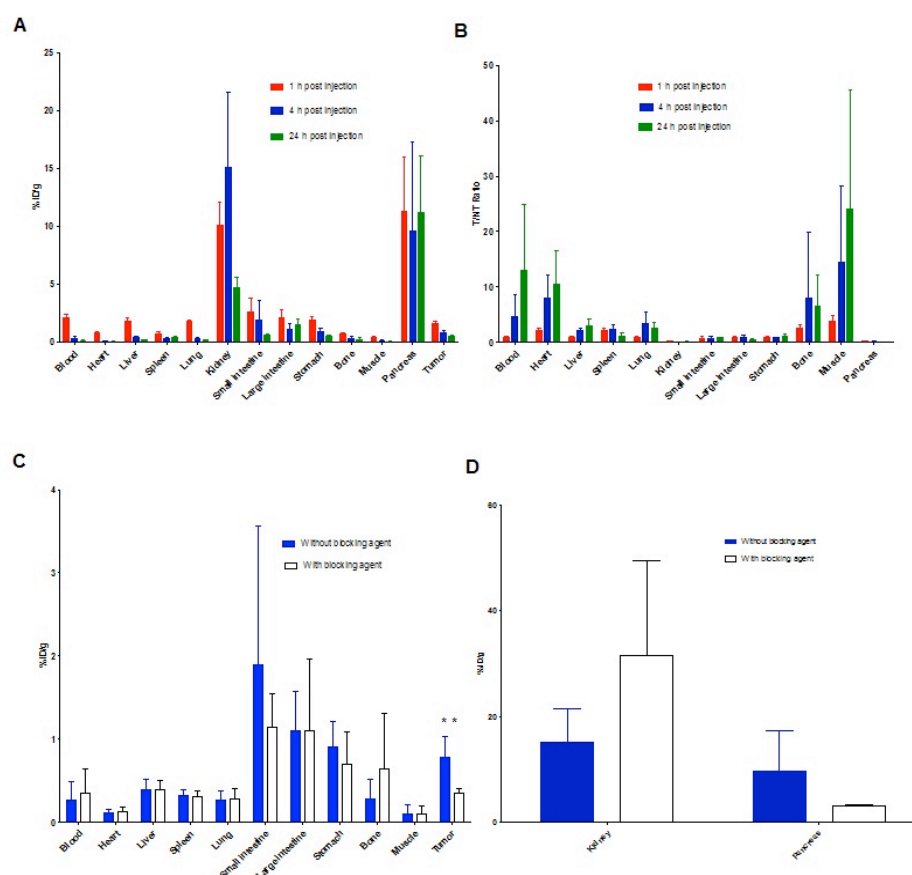 A
25
20
15
10
5
0
%ID/g
1 h post injection
4 h post injection
24 h post injection
Blood
Heart
Liver
Spleen
Lung
Kidney
Small Intestine
Large Intestine
Stomach
Bone
Muscle
Pancreas
Tumor
B
50
40
30
20
10
0
T/NT Ratio
1 h post injection
4 h post injection
24 h post injection
Blood
Heart
Liver
Spleen
Lung
Kidney
Small Intestine
Large Intestine
Stomach
Bone
Muscle
Pancreas
C
4
3
2
1
0
%ID/g
Without blocking agent
With blocking agent
* *
Blood
Heart
Liver
Spleen
Lung
Small Intestine
Large Intestine
Stomach
Bone
Muscle
Tumor
D
60
40
20
0
%ID/g
Without blocking agent
With blocking agent
Kidney
Pancreas